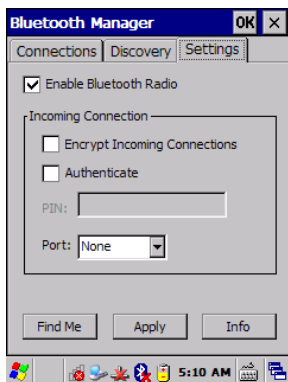 Bluetooth Manager OK ×
Connections Discovery Settings
Enable Bluetooth Radio
Incoming Connection
Encrypt Incoming Connections
Authenticate
PIN:
Port: None
Find Me Apply Info
5:10 AM